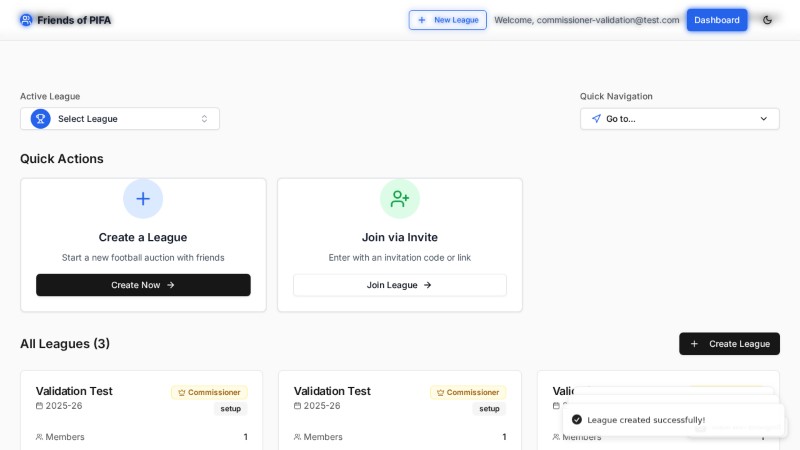 Friends of PIFA
New League
Welcome, commissioner-validation@test.com
Dashboard
Active League
Quick Navigation
Select League
Go to...
Quick Actions
Create a League
Join via Invite
Start a new football auction with friends
Enter with an invitation code or link
Create Now
Join League
All Leagues (3)
Create League
Validation Test
Commissioner
2025-26
setup
Members
1
Validation Test
Commissioner
2025-26
setup
Members
1
League created successfully!
Members